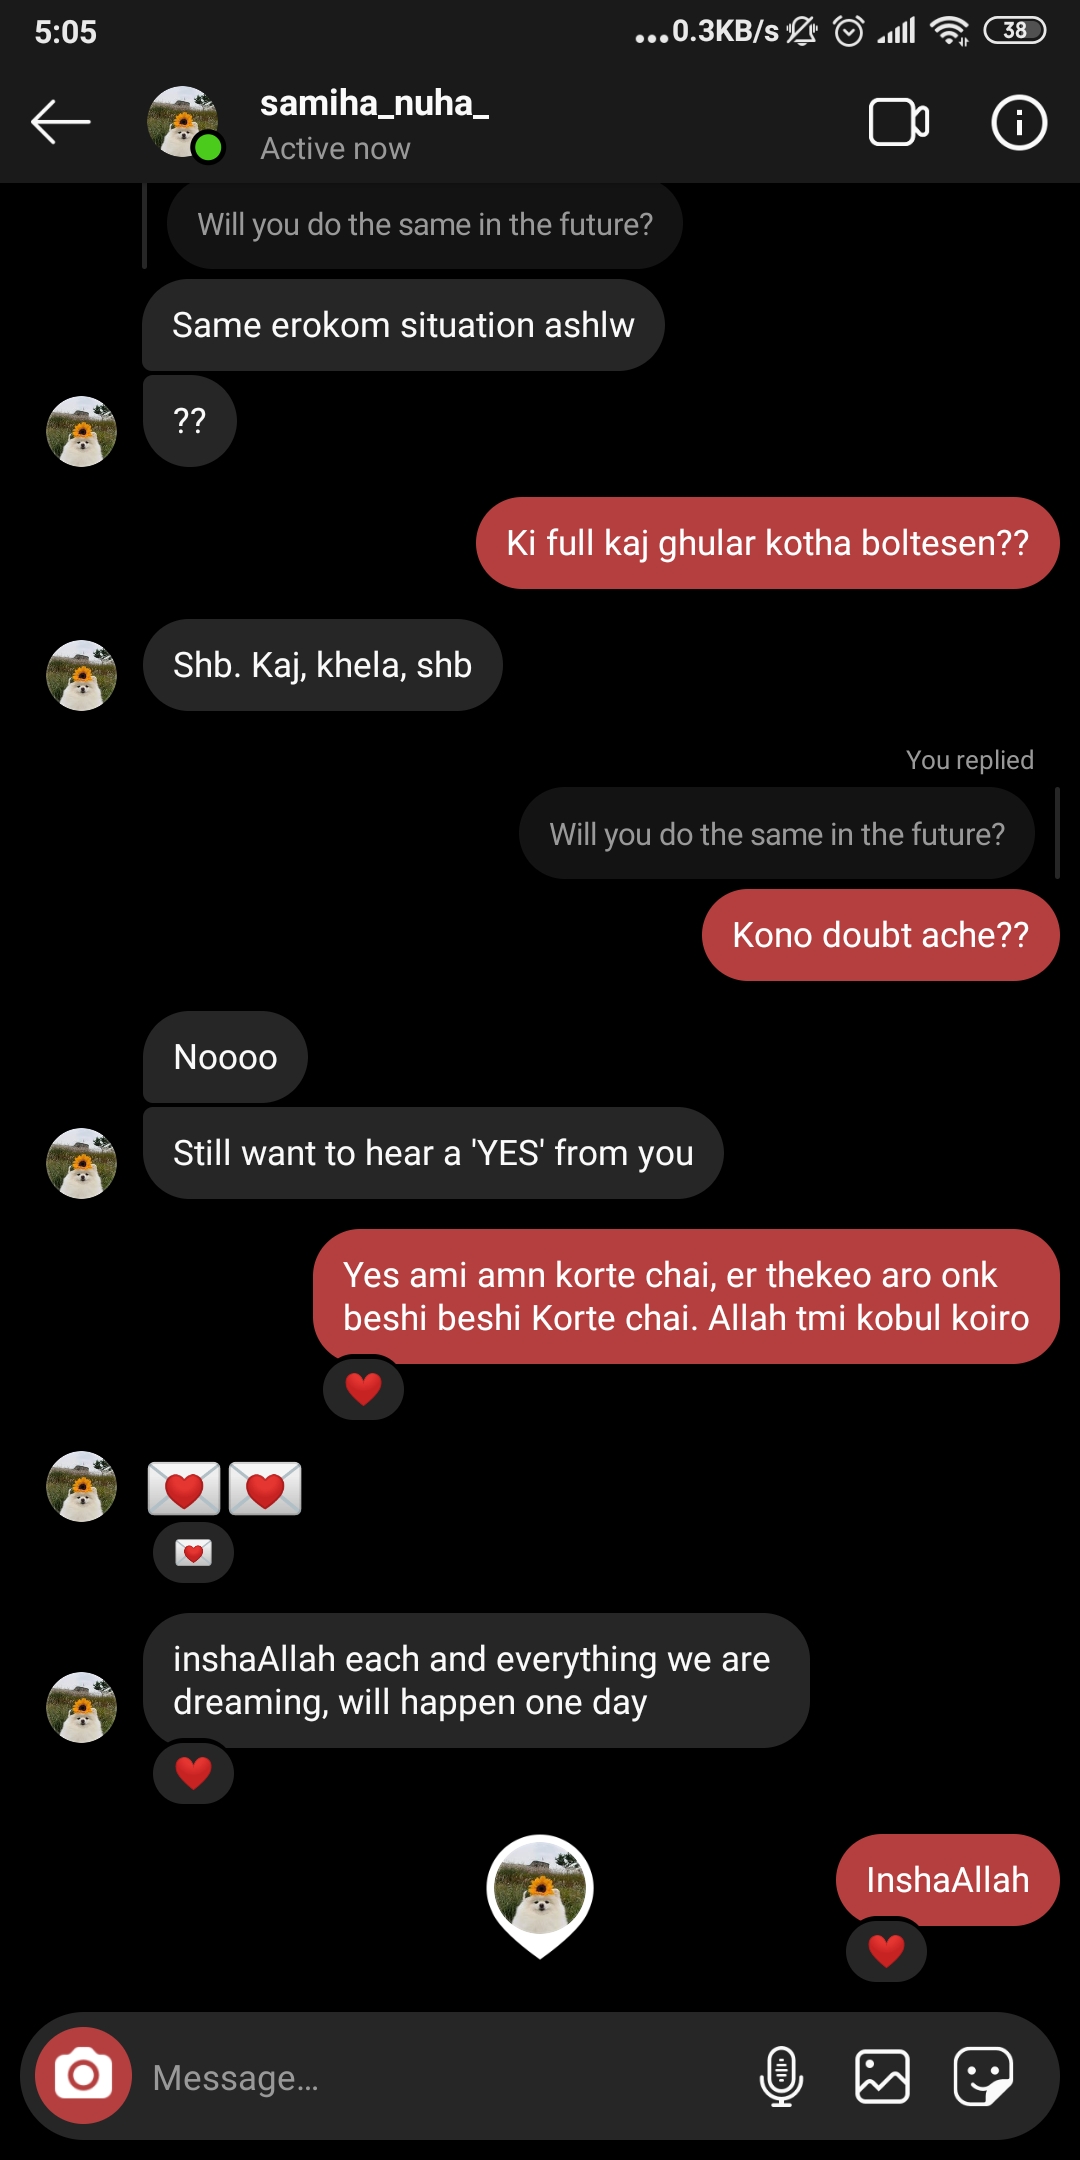 5:05
...0.3KB/s
38
samiha_nuha_
Active now
Will you do the same in the future?
Same erokom situation ashlw
??
Ki full kaj ghular kotha boltesen??
Shb. Kaj, khela, shb
You replied
Will you do the same in the future?
Kono doubt ache??
Noooo
Still want to hear a 'YES' from you
Yes ami amn korte chai, er thekeo aro onk
beshi beshi Korte chai. Allah tmi kobul koiro
inshaAllah each and everything we are
dreaming, will happen one day
InshaAllah
Message...